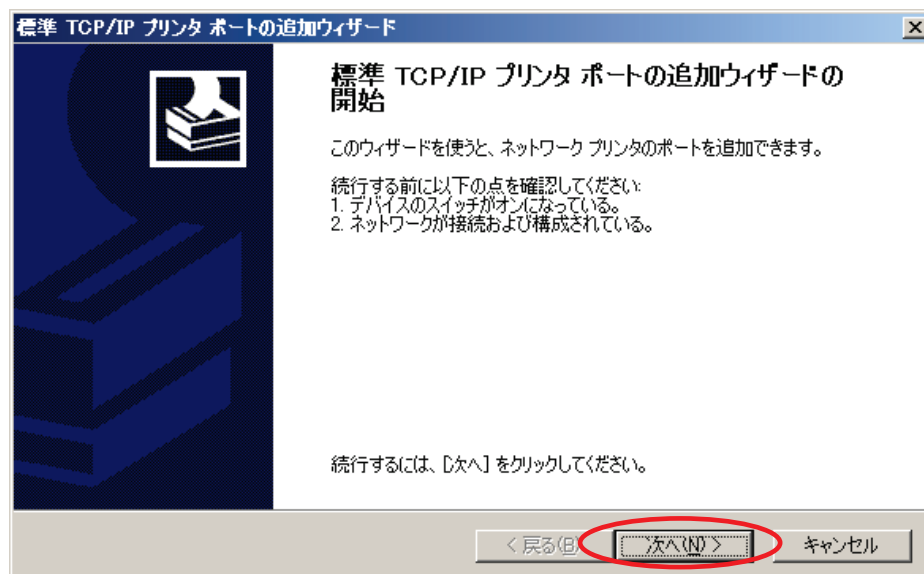 標準 TCP/IP プリンタ ポートの追加ウィザード
標準 TCP/IP プリンタ ポートの追加ウィザードの
開始
このウィザードを使うと、ネットワーク プリンタのポートを追加できます。
続行する前に以下の点を確認してください:
1. デバイスのスイッチがオンになっている。
2. ネットワークが接続および構成されている。
続行するには、[次へ] をクリックしてください。
< 戻る(B) 次へ(N) > キャンセル